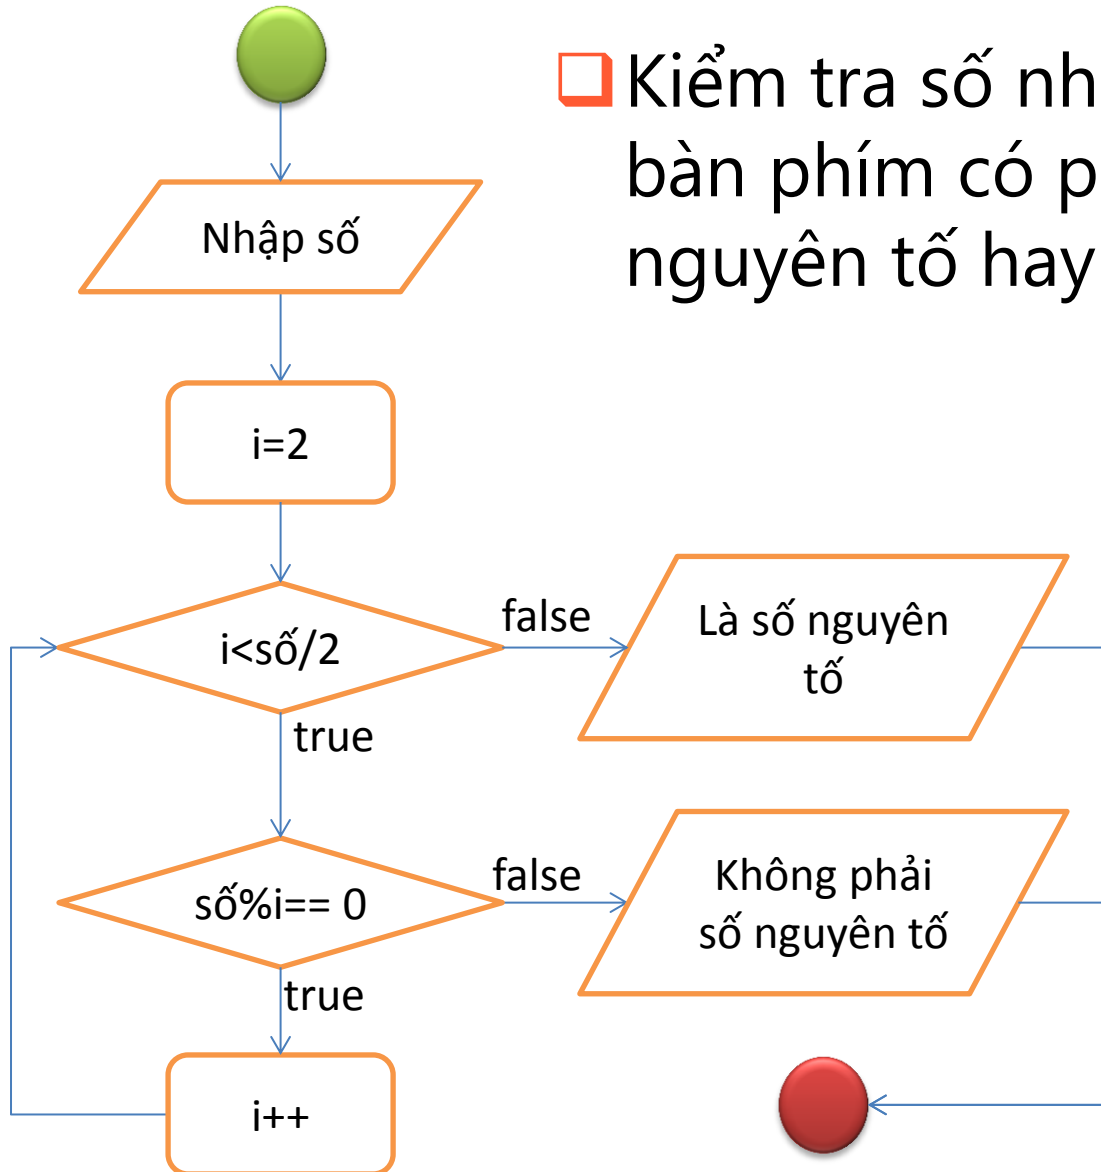 Kiểm tra số nh
bàn phím có p
nguyên tố hay
Nhập số
i=2
i<số/2
false
Là số nguyên
tố
true
số%i== 0
false
Không phải
số nguyên tố
true
i++